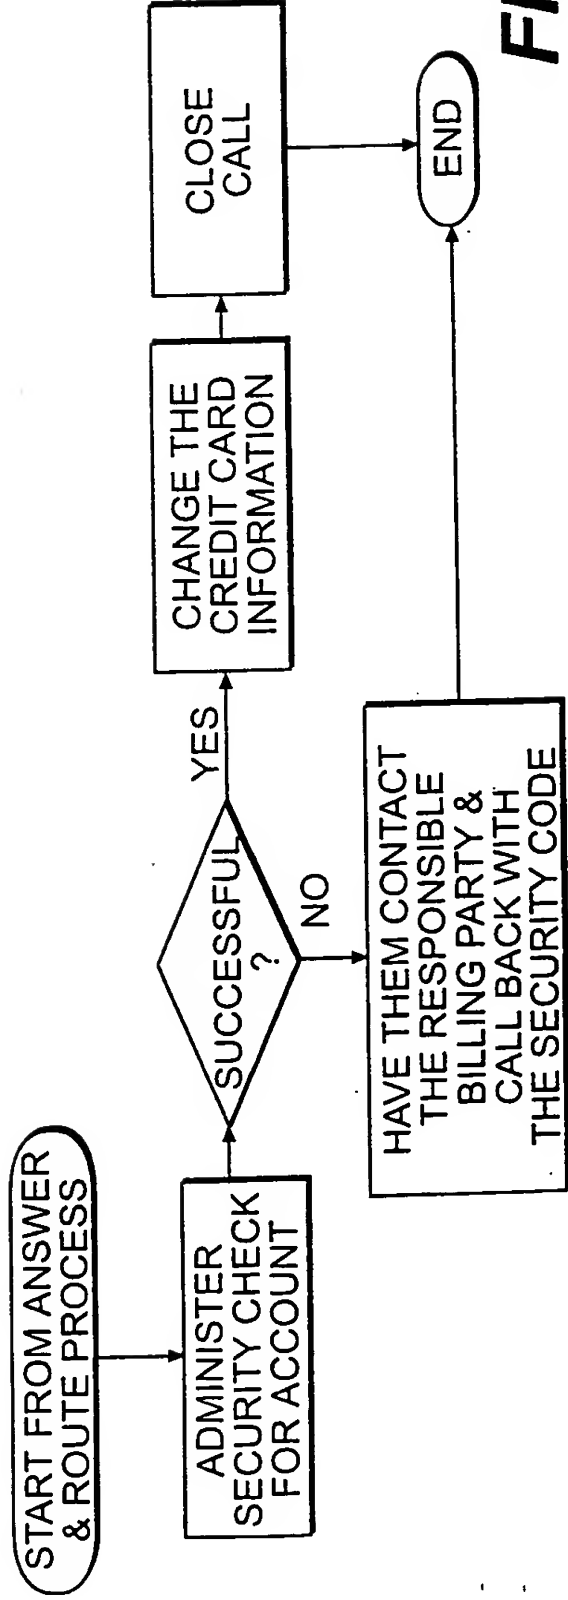 START FROM ANSWER
& ROUTE PROCESS
ADMINISTER
SECURITY CHECK
FOR ACCOUNT
SUCCESSFUL
?
YES
CHANGE THE
CREDIT CARD
INFORMATION
CLOSE
CALL
NO
HAVE THEM CONTACT
THE RESPONSIBLE
BILLING PARTY &
CALL BACK WITH
THE SECURITY CODE
END